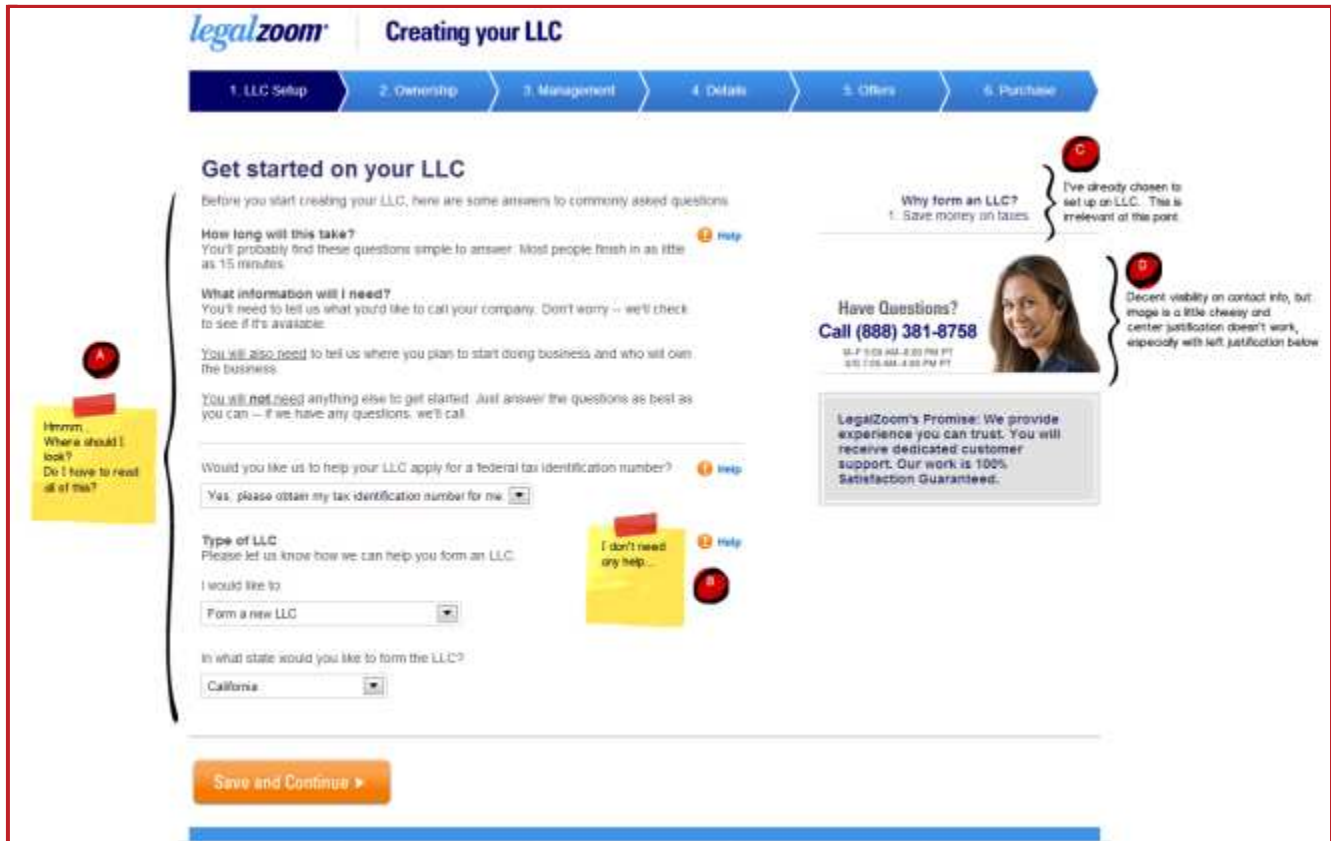 legalzoom Creating your LLC
1. LLC Setup
2. Ownership
3. Management
4. Details
5. Offers
6. Purchase
Get started on your LLC
Before you start creating your LLC, here are some answers to commonly asked questions.
How long will this take?
Help
You'll probably find these questions simple to answer. Most people finish in as little
as 15 minutes.
What information will I need?
You'll need to tell us what you'd like to call your company. Don't worry -- we'll check
to see if it's available.
You will also need to tell us where you plan to start doing business and who will own
the business.
You will not need anything else to get started. Just answer the questions as best as
you can -- if we have any questions, we'll call.
Would you like us to help your LLC apply for a federal tax identification number?
Help
Yes, please obtain my tax identification number for me.
Type of LLC
Help
Please let us know how we can help you form an LLC.
I would like to
Form a new LLC
In what state would you like to form the LLC?
California
Save and Continue
A
Hmmm...
Where should I
look?
Do I have to read
all of this?
I don't need
any help...
B
Why form an LLC?
1. Save money on taxes
C
I've already chosen to
set up an LLC. This is
irrelevant at this point.
Have Questions?
Call (888) 381-8758
M-F 5:00 AM-8:00 PM PT
7:00 AM-4:00 PM PT
D
Decent visibility on contact info, but
image is a little cheesy and
center justification doesn't work,
especially with left justification below
LegalZoom's Promise: We provide
experience you can trust. You will
receive dedicated customer
support. Our work is 100%
Satisfaction Guaranteed.